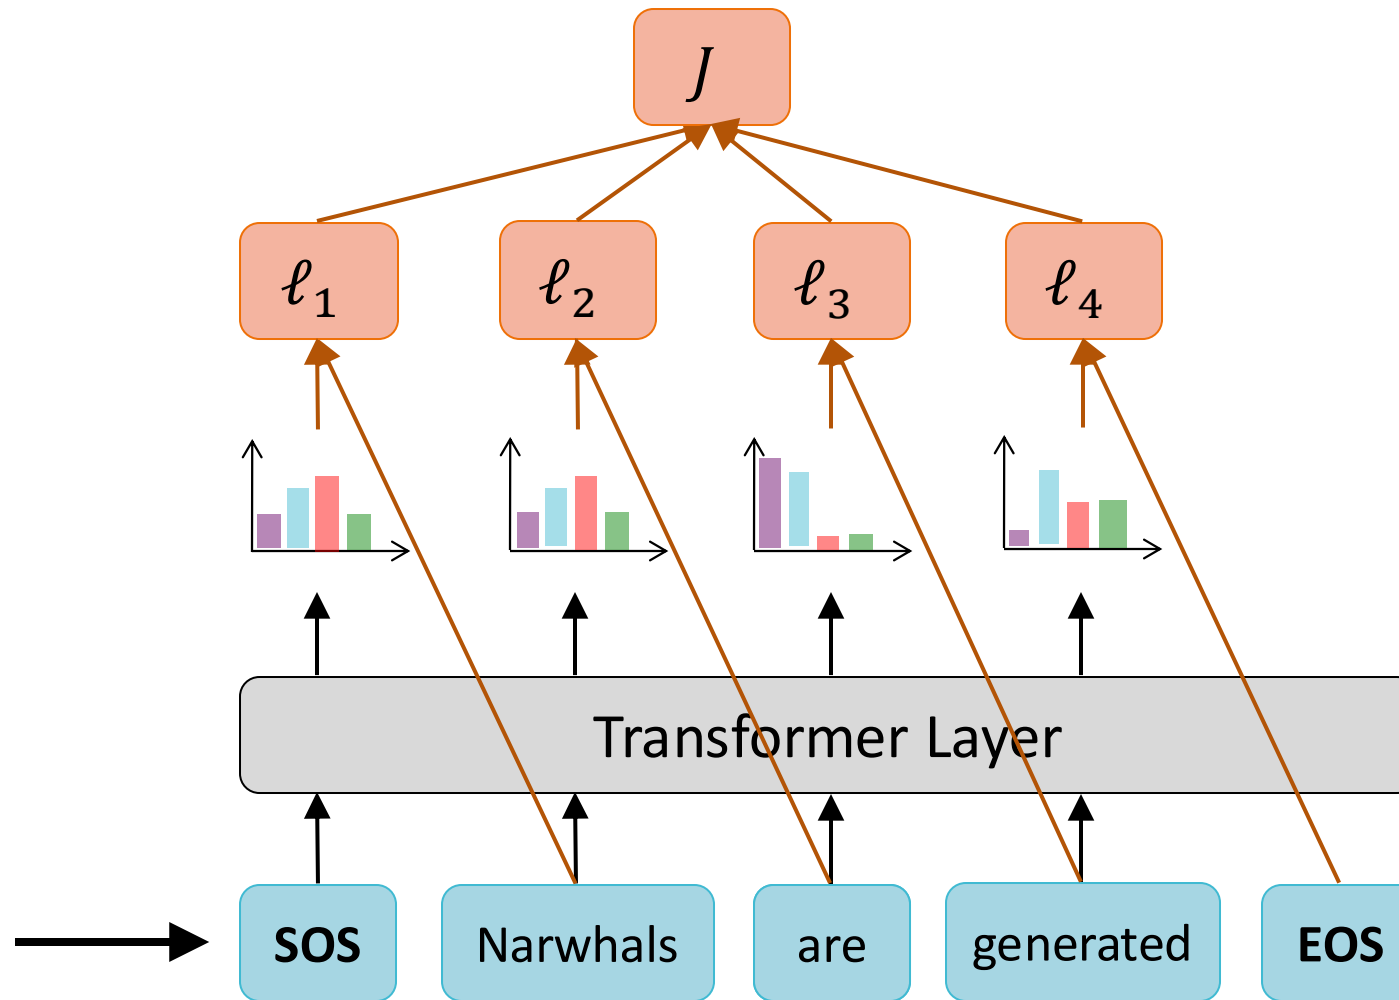 J
ℓ₁ ℓ₂ ℓ₃ ℓ₄
Transformer Layer
SOS Narwhals are generated EOS